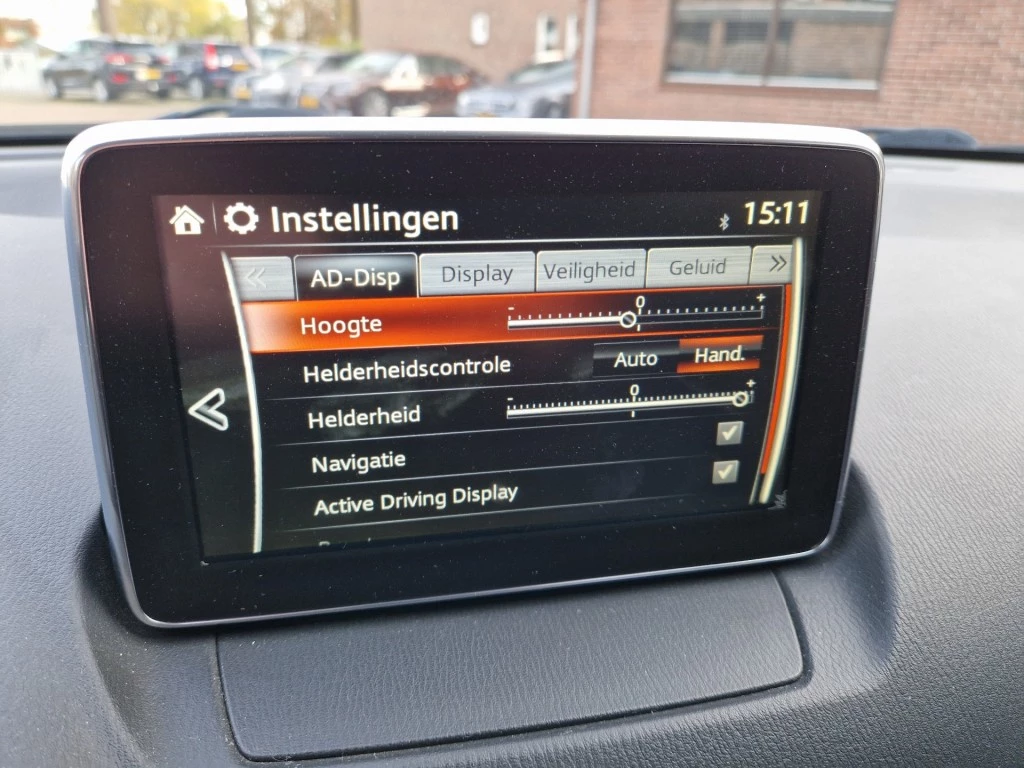 Instellingen 15:11
« AD-Disp Display Veiligheid Geluid »
Hoogte - 0 +
Helderheidscontrole Auto Hand.
Helderheid - 0 +
Navigatie
Active Driving Display